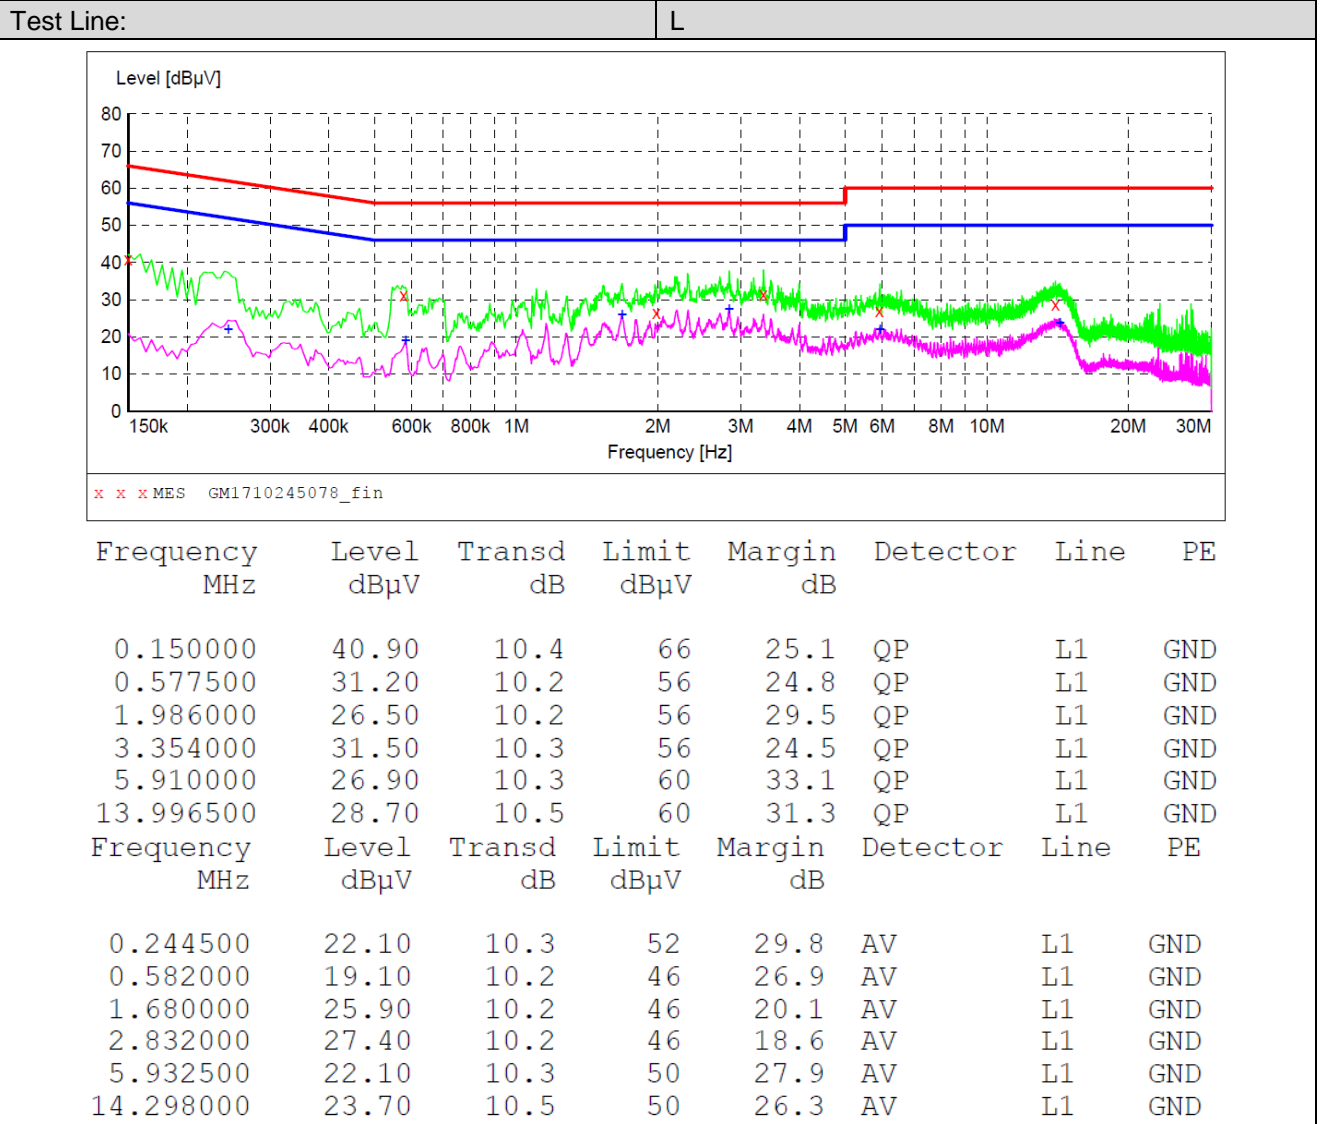 Test Line: L
Level [dBµV]
80
70
60
50
40
30
20
10
0
150k 300k 400k 600k 800k 1M 2M 3M 4M 5M 6M 8M 10M 20M 30M
Frequency [Hz]
x x x MES GM1710245078_fin
Frequency Level Transd Limit Margin Detector Line PE
MHz dBµV dB dBµV dB
0.150000 40.90 10.4 66 25.1 QP L1 GND
0.577500 31.20 10.2 56 24.8 QP L1 GND
1.986000 26.50 10.2 56 29.5 QP L1 GND
3.354000 31.50 10.3 56 24.5 QP L1 GND
5.910000 26.90 10.3 60 33.1 QP L1 GND
13.996500 28.70 10.5 60 31.3 QP L1 GND
Frequency Level Transd Limit Margin Detector Line PE
MHz dBµV dB dBµV dB
0.244500 22.10 10.3 52 29.8 AV L1 GND
0.582000 19.10 10.2 46 26.9 AV L1 GND
1.680000 25.90 10.2 46 20.1 AV L1 GND
2.832000 27.40 10.2 46 18.6 AV L1 GND
5.932500 22.10 10.3 50 27.9 AV L1 GND
14.298000 23.70 10.5 50 26.3 AV L1 GND